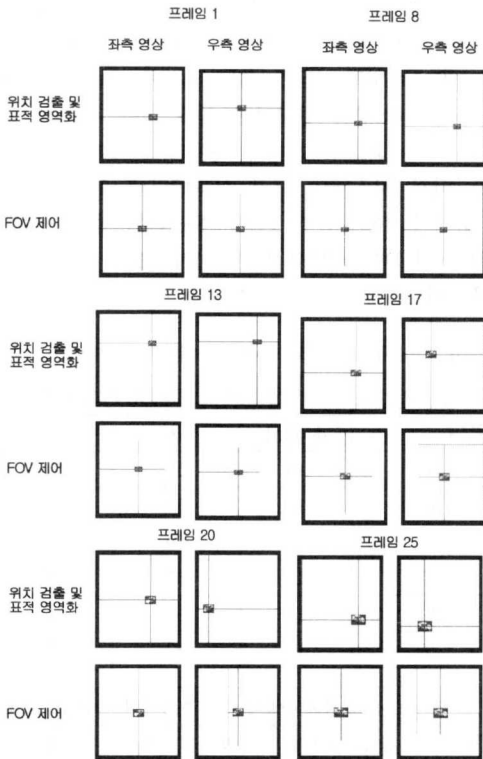 프레임 1
프레임 8
좌측 영상
우측 영상
좌측 영상
우측 영상
위치 검출 및
표적 영역화
FOV 제어
프레임 13
프레임 17
위치 검출 및
표적 영역화
FOV 제어
프레임 20
프레임 25
위치 검출 및
표적 영역화
FOV 제어